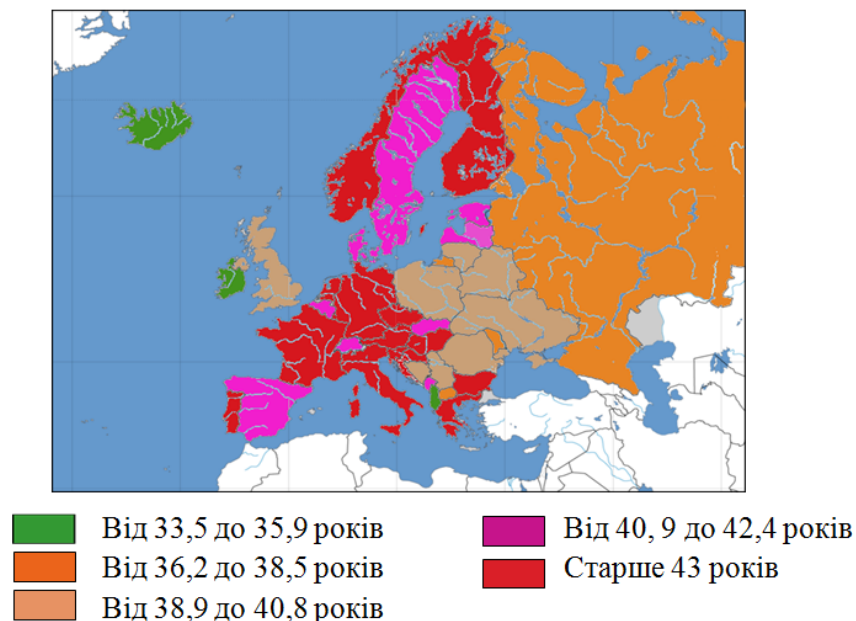 Від 33,5 до 35,9 років
Від 36,2 до 38,5 років
Від 38,9 до 40,8 років
Від 40, 9 до 42,4 років
Старше 43 років